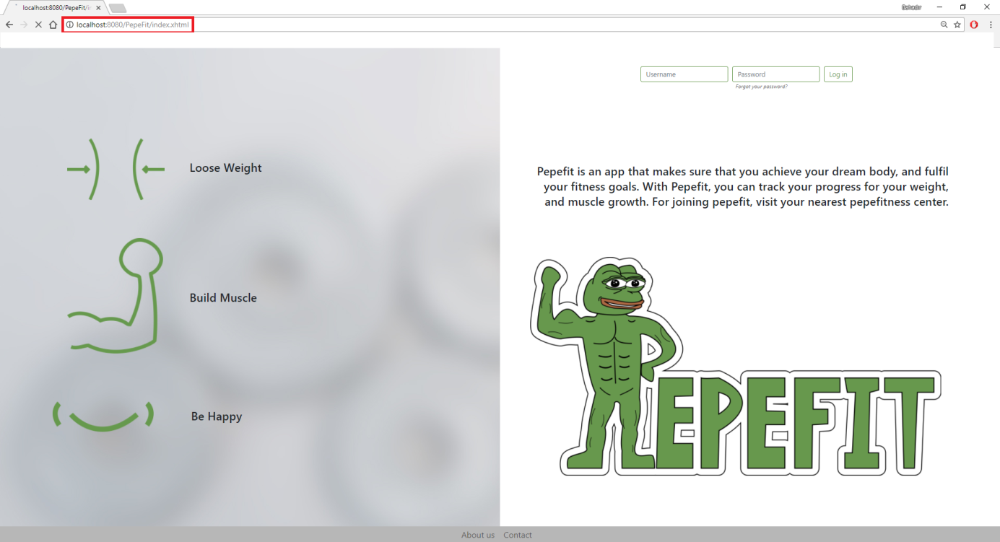 localhost:8080/PepeFit/in
Bahadır
localhost:8080/PepeFit/index.xhtml
Username
Password
Log in
Forgot your password?
Loose Weight
Build Muscle
Be Happy
Pepefit is an app that makes sure that you achieve your dream body, and fulfil
your fitness goals. With Pepefit, you can track your progress for your weight,
and muscle growth. For joining pepefit, visit your nearest pepefitness center.
EPEFIT
About us
Contact